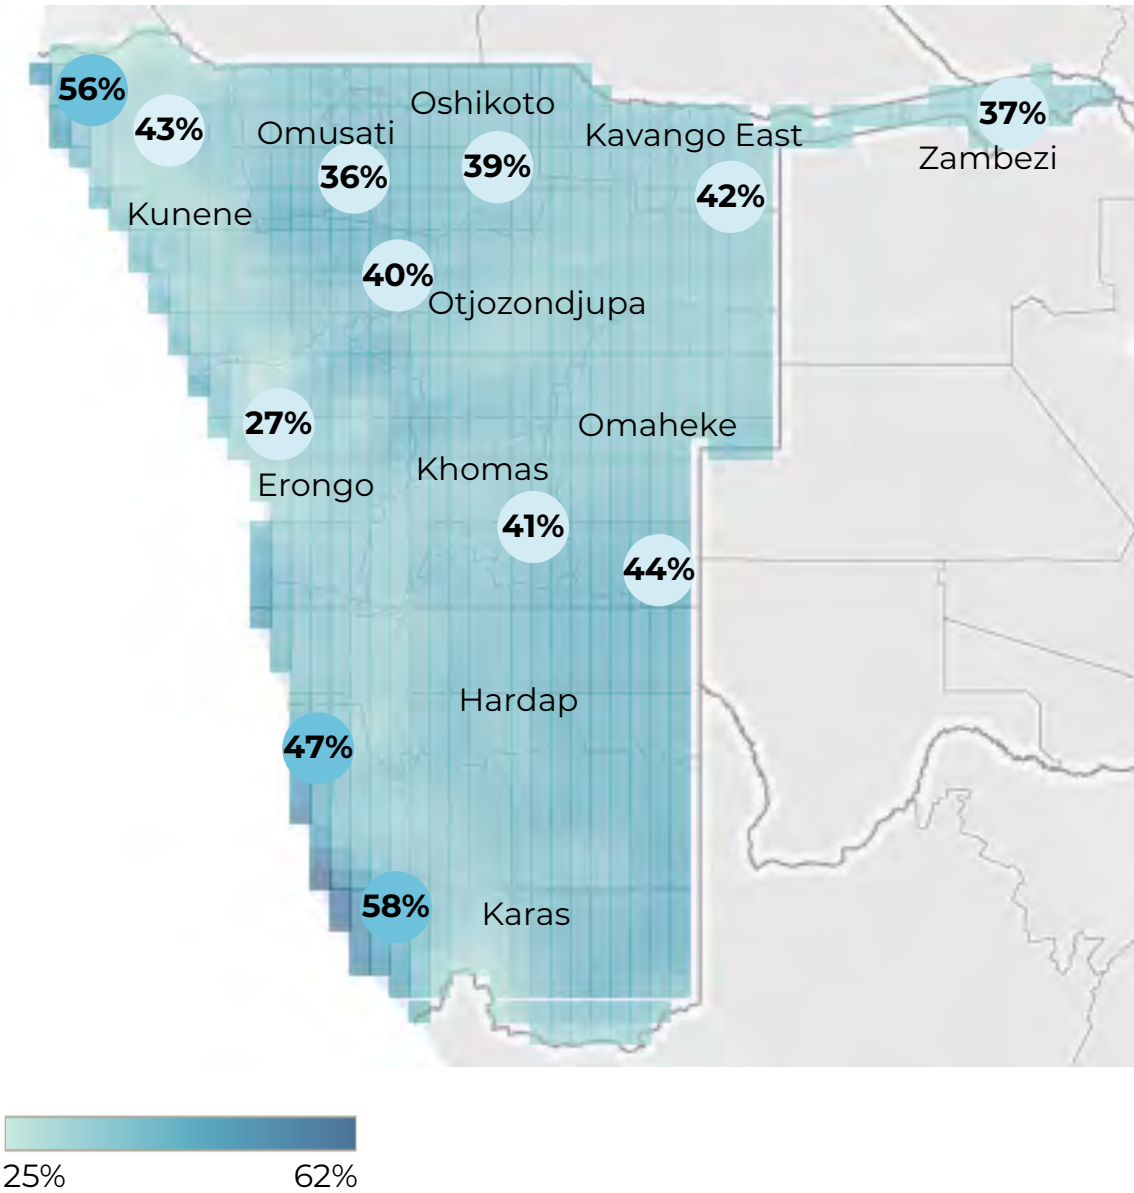 56%
43%
Kunene
Omusati
36%
Oshikoto
39%
Kavango East
42%
37%
Zambezi
40%
Otjozondjupa
27%
Erongo
Omaheke
Khomas
41%
44%
Hardap
47%
58%
Karas
25%
62%